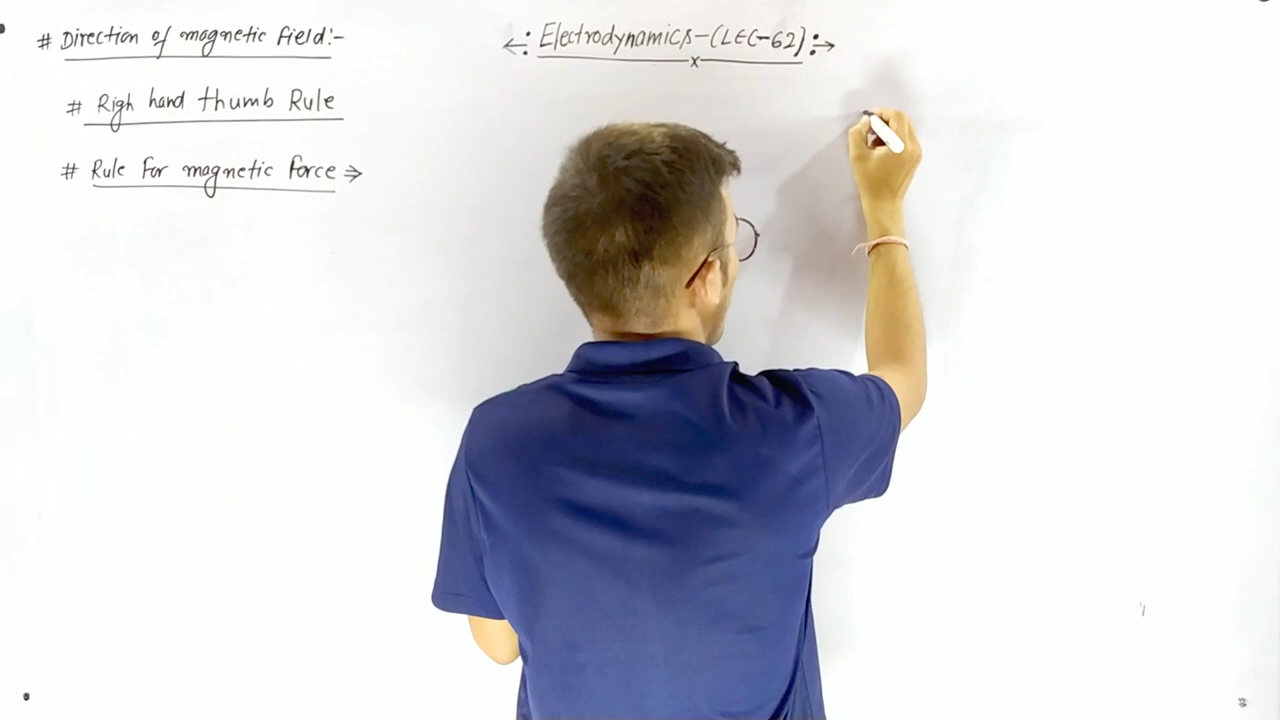 # Direction of magnetic field:-
←: Electrodynamics-(LEC-62) :→
x
# Righ hand thumb Rule
# Rule For magnetic Force ⇒